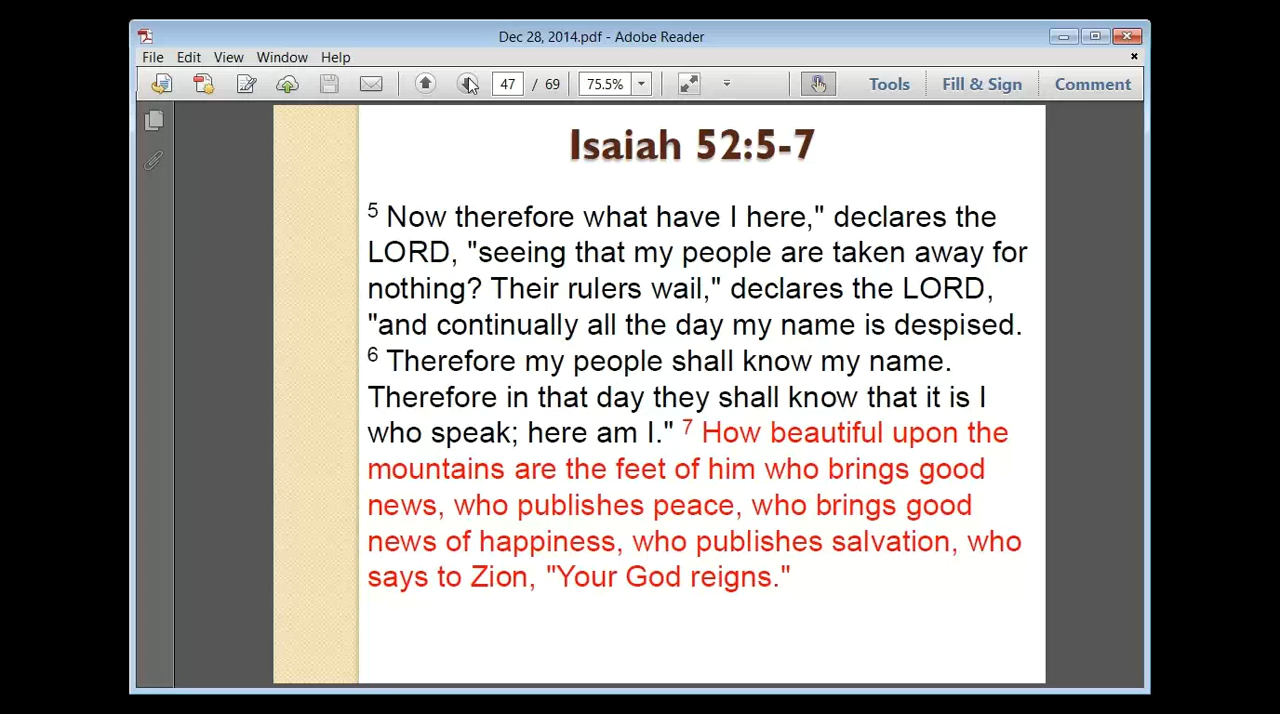 Dec 28, 2014.pdf - Adobe Reader
File Edit View Window Help
47 / 69 75.5% Tools Fill & Sign Comment
Isaiah 52:5-7
5 Now therefore what have I here," declares the
LORD, "seeing that my people are taken away for
nothing? Their rulers wail," declares the LORD,
"and continually all the day my name is despised.
6 Therefore my people shall know my name.
Therefore in that day they shall know that it is I
who speak; here am I." 7 How beautiful upon the
mountains are the feet of him who brings good
news, who publishes peace, who brings good
news of happiness, who publishes salvation, who
says to Zion, "Your God reigns."